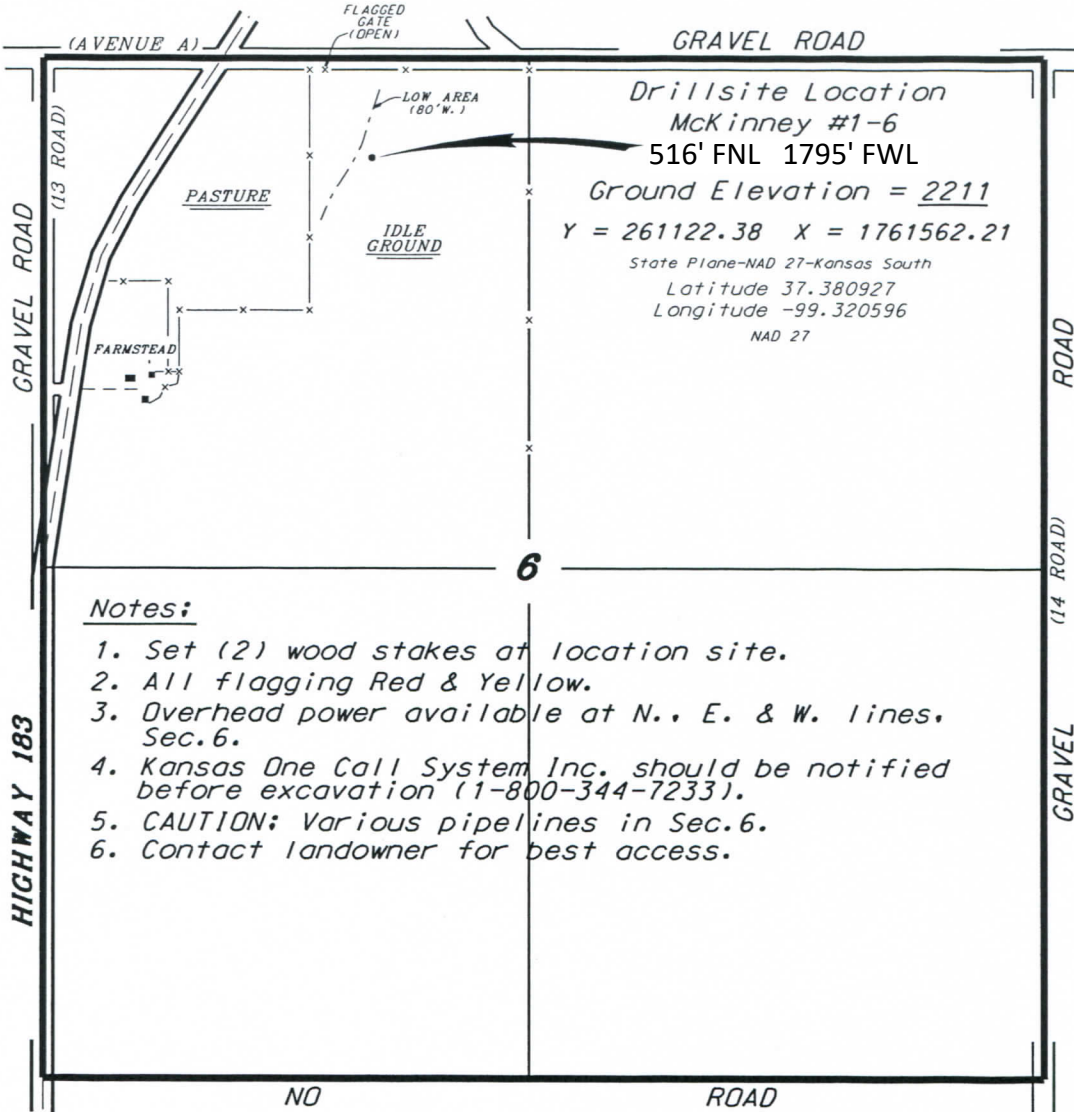 FLAGGED
GATE
(OPEN)
(AVENUE A)
GRAVEL ROAD
LOW AREA
(80'W.)
Drillsite Location
McKinney #1-6
516' FNL 1795' FWL
Ground Elevation = 2211
Y = 261122.38 X = 1761562.21
State Plane-NAD 27-Kansas South
Latitude 37.380927
Longitude -99.320596
NAD 27
(13 ROAD)
GRAVEL ROAD
PASTURE
IDLE
GROUND
FARMSTEAD
ROAD
(14 ROAD)
GRAVEL
6
HIGHWAY 183
Notes:
1. Set (2) wood stakes at location site.
2. All flagging Red & Yellow.
3. Overhead power available at N., E. & W. lines,
Sec.6.
4. Kansas One Call System Inc. should be notified
before excavation (1-800-344-7233).
5. CAUTION: Various pipelines in Sec.6.
6. Contact landowner for best access.
NO ROAD